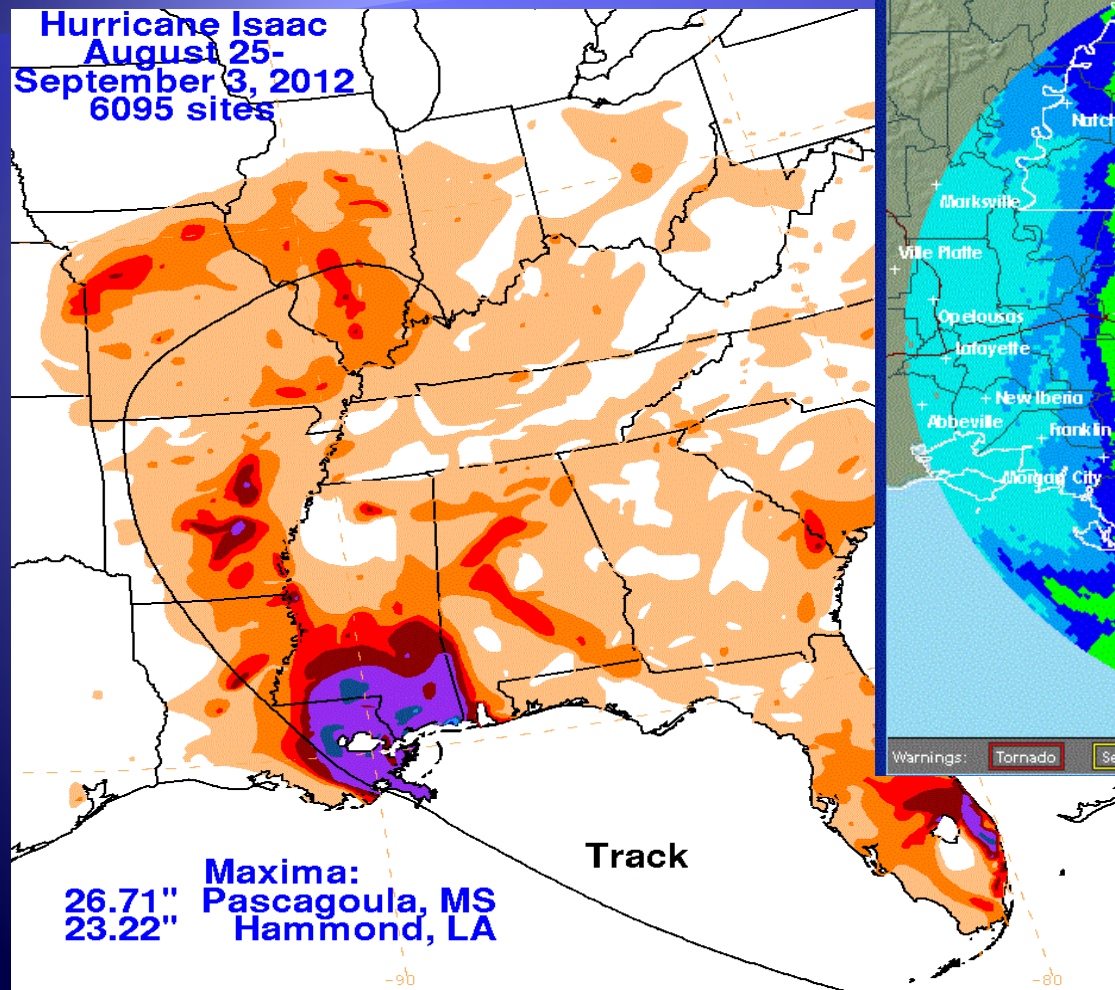 Hurricane Isaac
August 25-
September 3, 2012
6095 sites
Track
Maxima:
26.71" Pascagoula, MS
23.22" Hammond, LA
-90
-80
Natch
Marksville
Ville Platte
Opelousas
Lafayette
New Iberia
Abbeville
Franklin
Morgan City
Warnings: Tornado Se